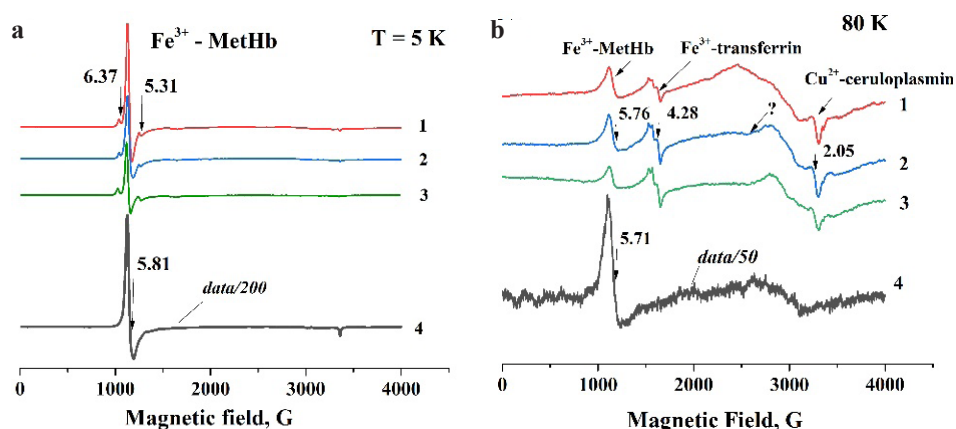 a
Fe³⁺ - MetHb
T = 5 K
6.37
5.31
1
2
3
5.81
data/200
4
0 1000 2000 3000 4000
Magnetic field, G
b
80 K
Fe³⁺-MetHb
Fe³⁺-transferrin
Cu²⁺-ceruloplasmin
1
5.76
4.28
?
2
2.05
3
5.71
data/50
4
0 1000 2000 3000 4000
Magnetic Field, G